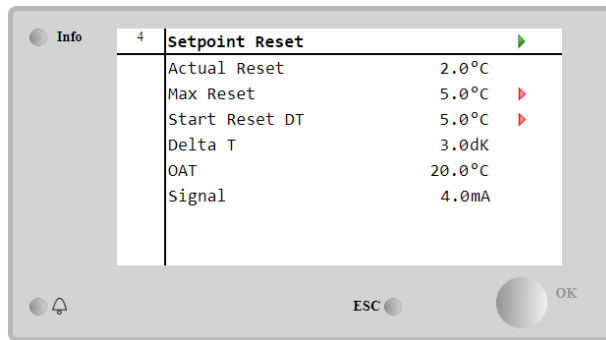 Info
4 Setpoint Reset
Actual Reset 2.0°C
Max Reset 5.0°C
Start Reset DT 5.0°C
Delta T 3.0dK
OAT 20.0°C
Signal 4.0mA
ESC OK